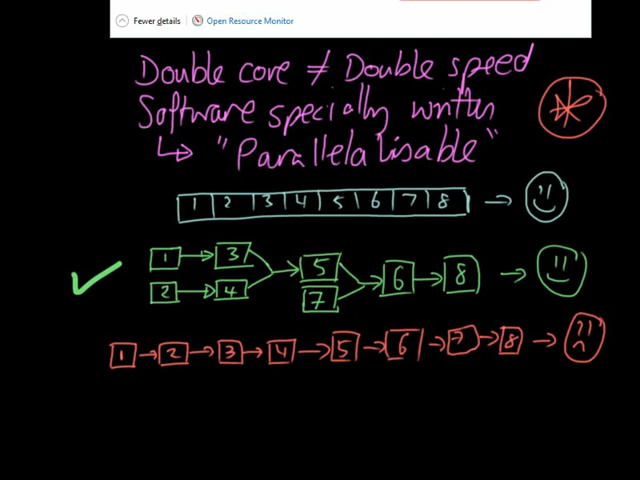 Fewer details Open Resource Monitor
Double core ≠ Double speed
Software specially written
↳ "Parallelalisable"
1 2 3 4 5 6 7 8 →
1 → 3 5 6 → 8 →
2 → 4 7
1 → 2 → 3 → 4 → 5 → 6 → 7 → 8 →